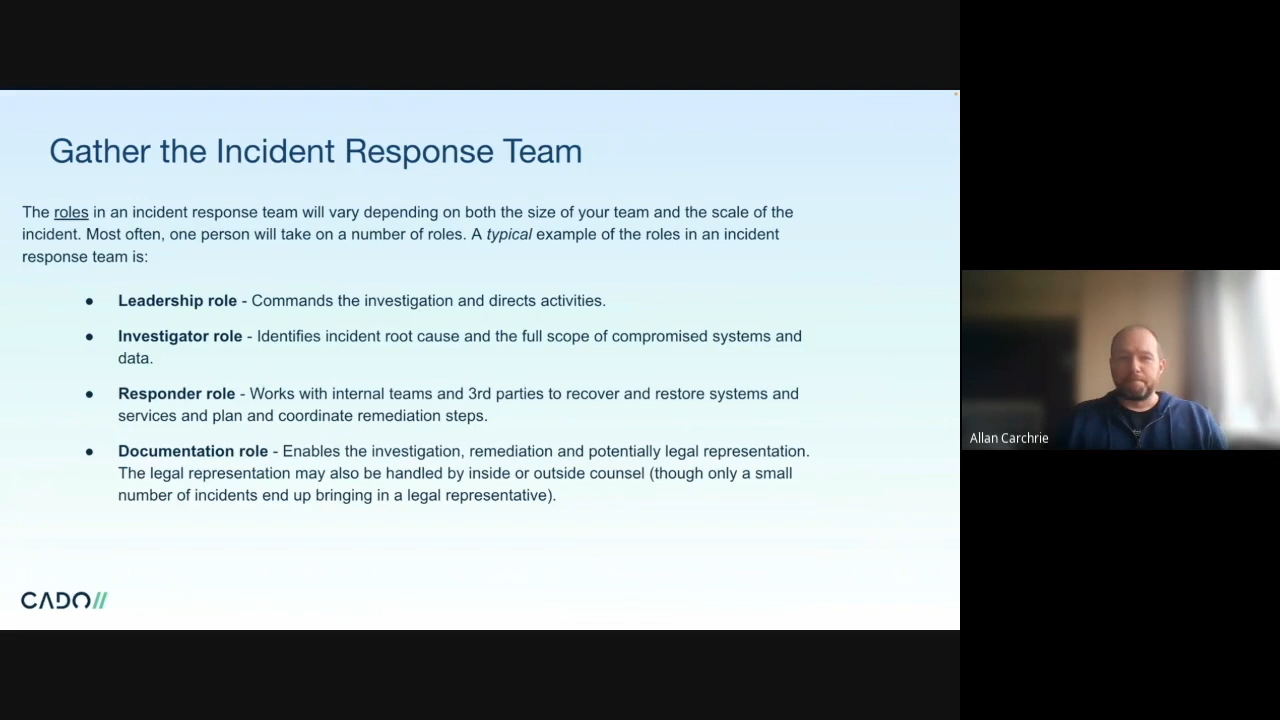 Gather the Incident Response Team
The roles in an incident response team will vary depending on both the size of your team and the scale of the
incident. Most often, one person will take on a number of roles. A typical example of the roles in an incident
response team is:
● Leadership role - Commands the investigation and directs activities.
● Investigator role - Identifies incident root cause and the full scope of compromised systems and
data.
● Responder role - Works with internal teams and 3rd parties to recover and restore systems and
services and plan and coordinate remediation steps.
● Documentation role - Enables the investigation, remediation and potentially legal representation.
The legal representation may also be handled by inside or outside counsel (though only a small
number of incidents end up bringing in a legal representative).
CADO//
Allan Carchrie